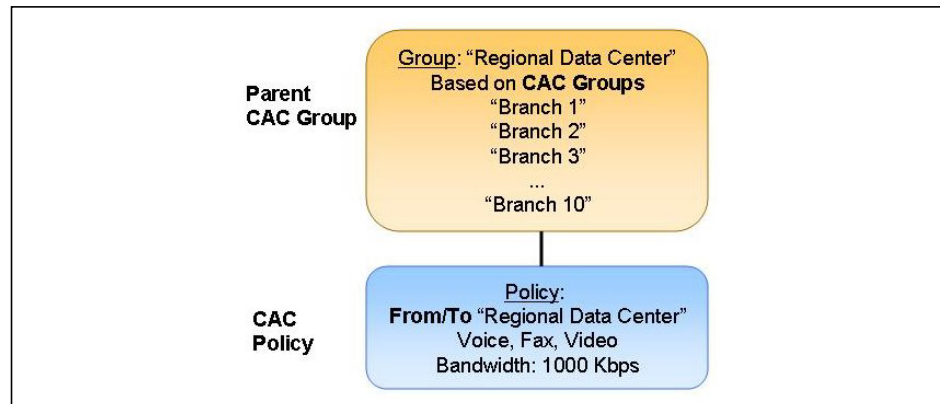 Parent
CAC Group
Group: “Regional Data Center”
Based on CAC Groups
“Branch 1”
“Branch 2”
“Branch 3”
...
“Branch 10”
CAC
Policy
Policy:
From/To “Regional Data Center”
Voice, Fax, Video
Bandwidth: 1000 Kbps